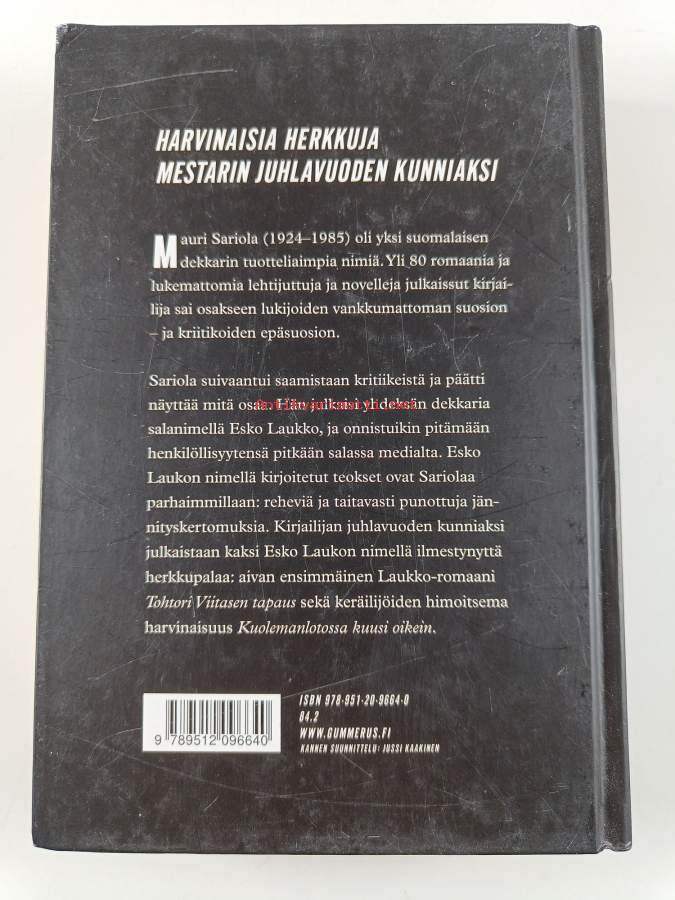 HARVINAISIA HERKKUJA
MESTARIN JUHLAVUODEN KUNNIAKSI
Mauri Sariola (1924–1985) oli yksi suomalaisen
dekkarin tuotteliaimpia nimiä. Yli 80 romaania ja
lukemattomia lehtijuttuja ja novelleja julkaissut kirjai-
lija sai osakseen lukijoiden vankkumattoman suosion
– ja kriitikoiden epäsuosion.
Sariola suivaantui saamistaan kritiikeistä ja päätti
näyttää mitä osaa. Hän julkaisi yhdeksän dekkaria
salanimellä Esko Laukko, ja onnistuikin pitämään
henkilöllisyytensä pitkään salassa medialta. Esko
Laukon nimellä kirjoitetut teokset ovat Sariolaa
parhaimmillaan: reheviä ja taitavasti punottuja jän-
nityskertomuksia. Kirjailijan juhlavuoden kunniaksi
julkaistaan kaksi Esko Laukon nimellä ilmestynyttä
herkkupalaa: aivan ensimmäinen Laukko-romaani
Tohtori Viitasen tapaus sekä keräilijöiden himoitsema
harvinaisuus Kuolemanlotossa kuusi oikein.
ISBN 978-951-20-9664-0
84.2
WWW.GUMMERUS.FI
KANNEN SUUNNITTELU: JUSSI KAAKINEN
9 789512 096640